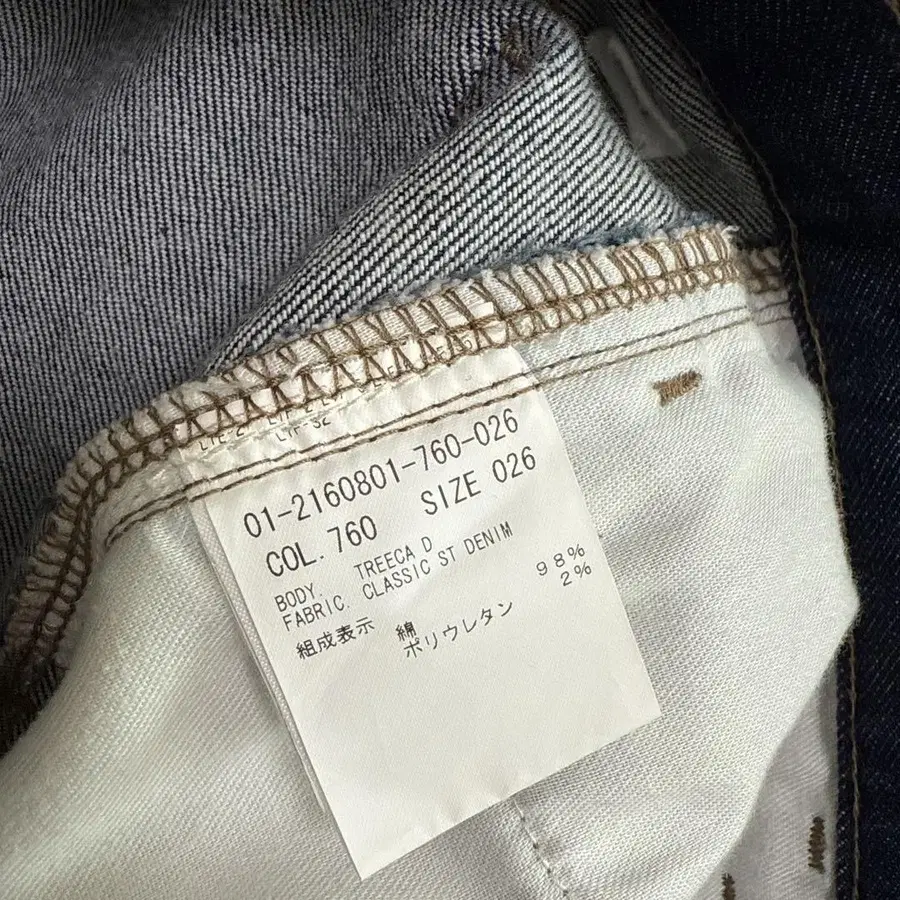 01-2160801-760-026
COL. 760 SIZE 026
BODY. TREECA D
FABRIC. CLASSIC ST DENIM
組成表示 綿 98%
ポリウレタン 2%